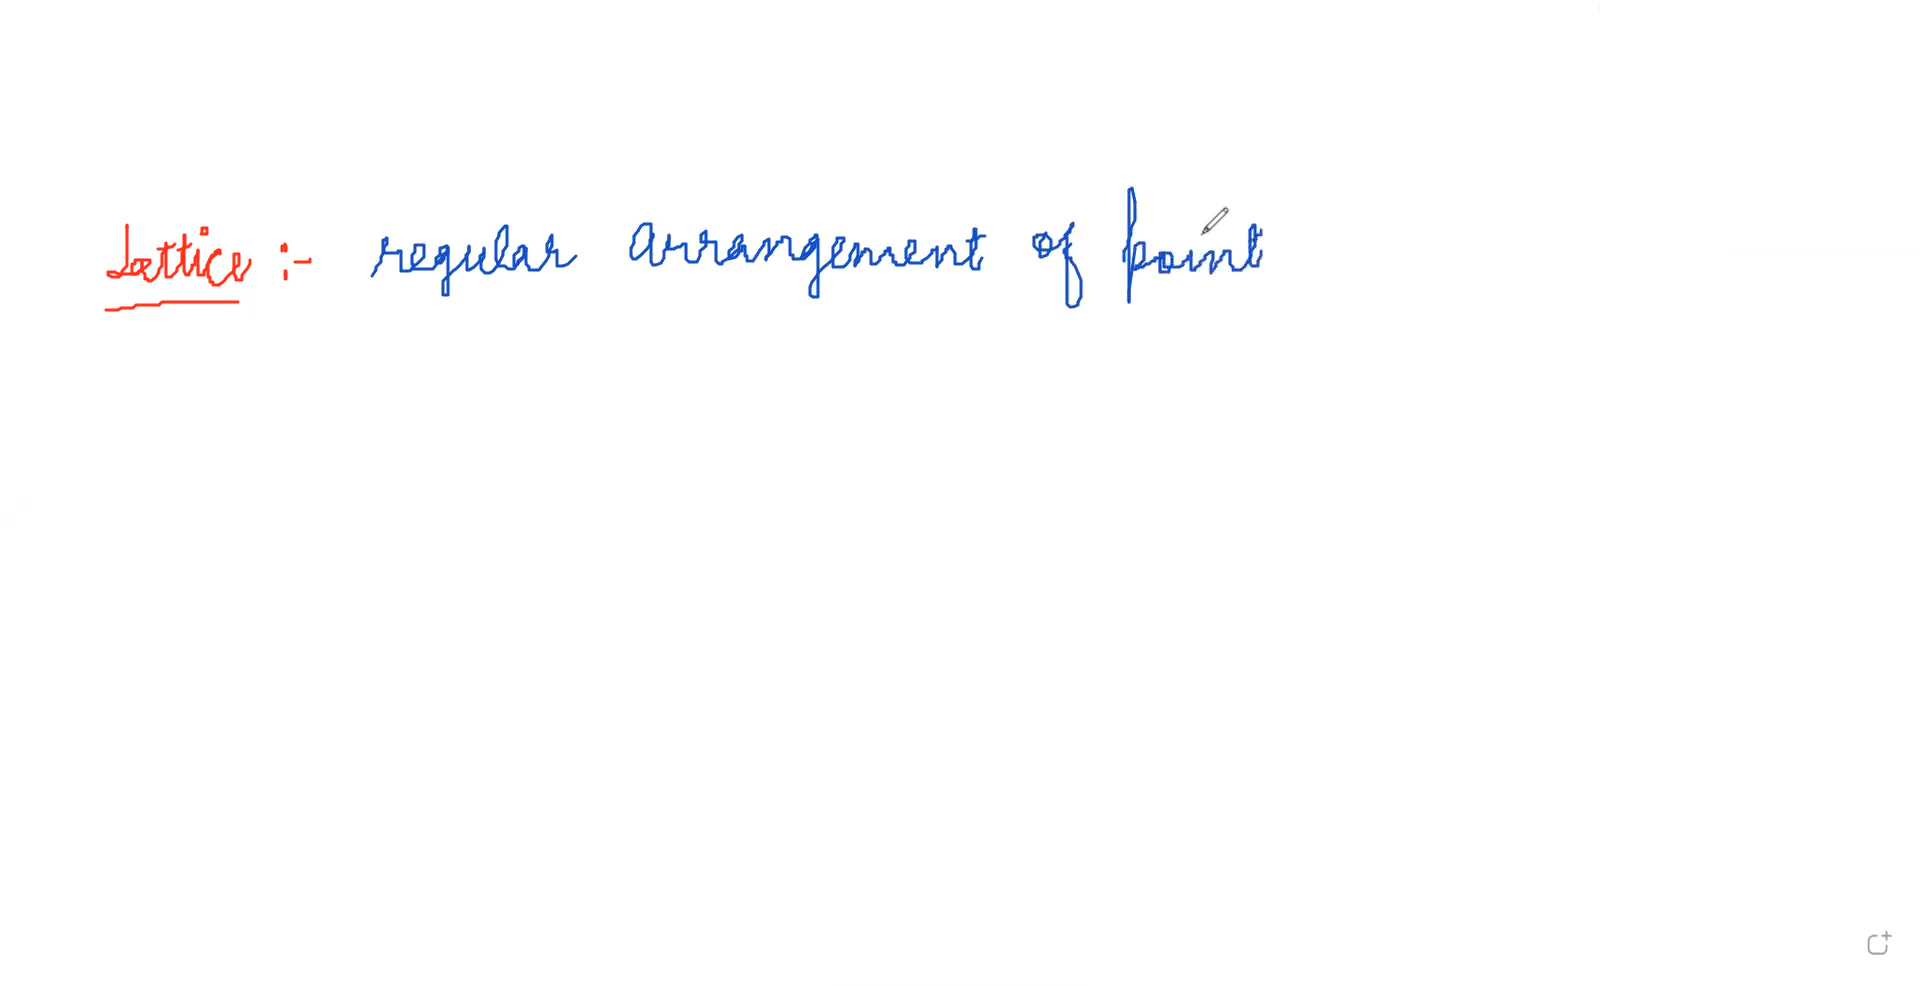 Lattice :- regular arrangement of point